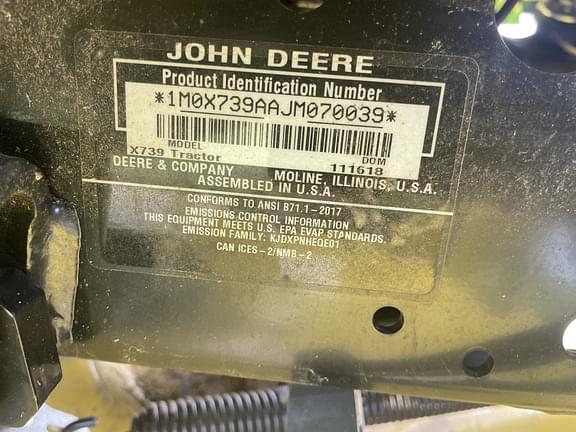 JOHN DEERE
Product Identification Number
*1M0X739AAJM070039*
MODEL DOM
X739 Tractor 111618
DEERE & COMPANY MOLINE, ILLINOIS, U.S.A.
ASSEMBLED IN U.S.A.
CONFORMS TO ANSI B71.1-2017
EMISSIONS CONTROL INFORMATION
THIS EQUIPMENT MEETS U.S. EPA EVAP STANDARDS.
EMISSION FAMILY: KJDXPNHEQE01
CAN ICES-2/NMB-2